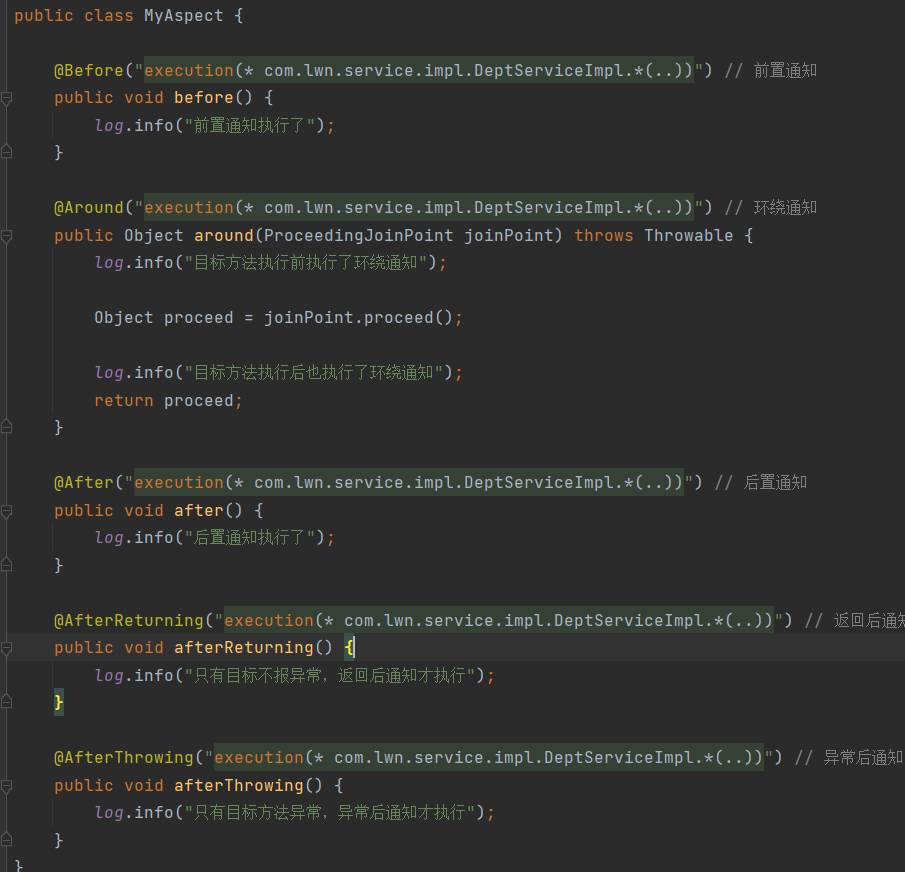 public class MyAspect {
@Before("execution(* com.lwn.service.impl.DeptServiceImpl.*(..))") // 前置通知
public void before() {
log.info("前置通知执行了");
}
@Around("execution(* com.lwn.service.impl.DeptServiceImpl.*(..))") // 环绕通知
public Object around(ProceedingJoinPoint joinPoint) throws Throwable {
log.info("目标方法执行前执行了环绕通知");
Object proceed = joinPoint.proceed();
log.info("目标方法执行后也执行了环绕通知");
return proceed;
}
@After("execution(* com.lwn.service.impl.DeptServiceImpl.*(..))") // 后置通知
public void after() {
log.info("后置通知执行了");
}
@AfterReturning("execution(* com.lwn.service.impl.DeptServiceImpl.*(..))") // 返回后通知
public void afterReturning() {
log.info("只有目标不报异常，返回后通知才执行");
}
@AfterThrowing("execution(* com.lwn.service.impl.DeptServiceImpl.*(..))") // 异常后通知
public void afterThrowing() {
log.info("只有目标方法异常，异常后通知才执行");
}
}